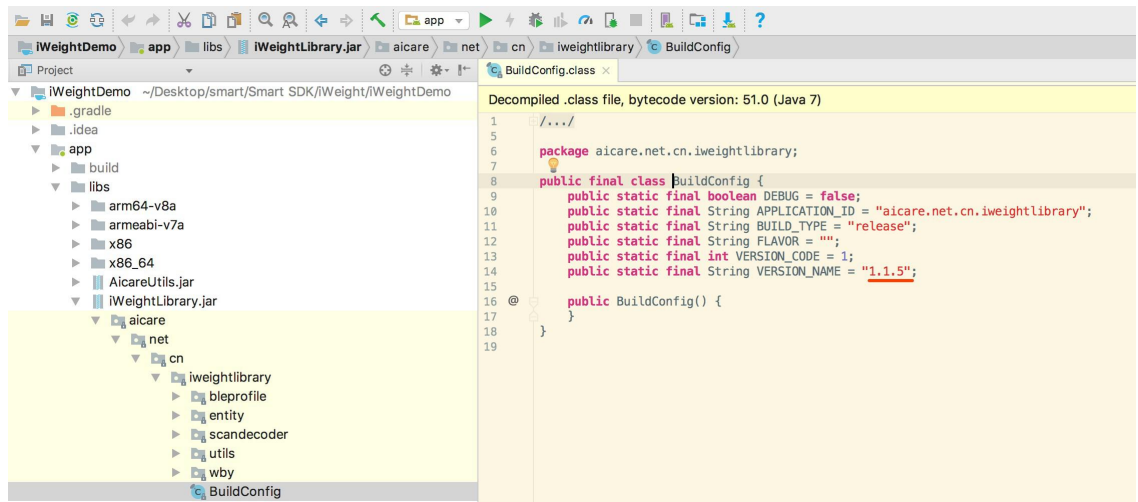 app
iWeightDemo app libs iWeightLibrary.jar aicare net cn iweightlibrary BuildConfig
Project
BuildConfig.class
iWeightDemo ~/Desktop/smart/Smart SDK/iWeight/iWeightDemo
.gradle
.idea
app
build
libs
arm64-v8a
armeabi-v7a
x86
x86_64
AicareUtils.jar
iWeightLibrary.jar
aicare
net
cn
iweightlibrary
bleprofile
entity
scandecoder
utils
wby
BuildConfig
Decompiled .class file, bytecode version: 51.0 (Java 7)
1 /.../
5
6 package aicare.net.cn.iweightlibrary;
7
8 public final class BuildConfig {
9 public static final boolean DEBUG = false;
10 public static final String APPLICATION_ID = "aicare.net.cn.iweightlibrary";
11 public static final String BUILD_TYPE = "release";
12 public static final String FLAVOR = "";
13 public static final int VERSION_CODE = 1;
14 public static final String VERSION_NAME = "1.1.5";
15
16 @ public BuildConfig() {
17 }
18 }
19